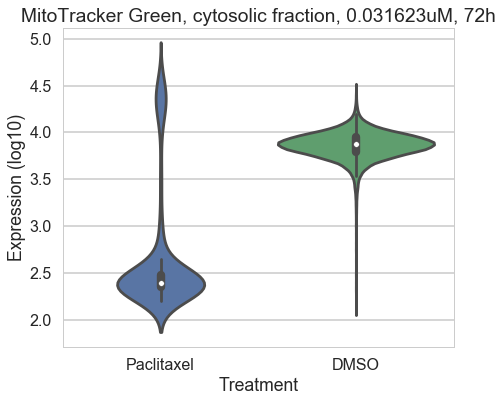 MitoTracker Green, cytosolic fraction, 0.031623uM, 72h
5.0
4.5
4.0
3.5
3.0
2.5
2.0
Expression (log10)
Paclitaxel DMSO
Treatment